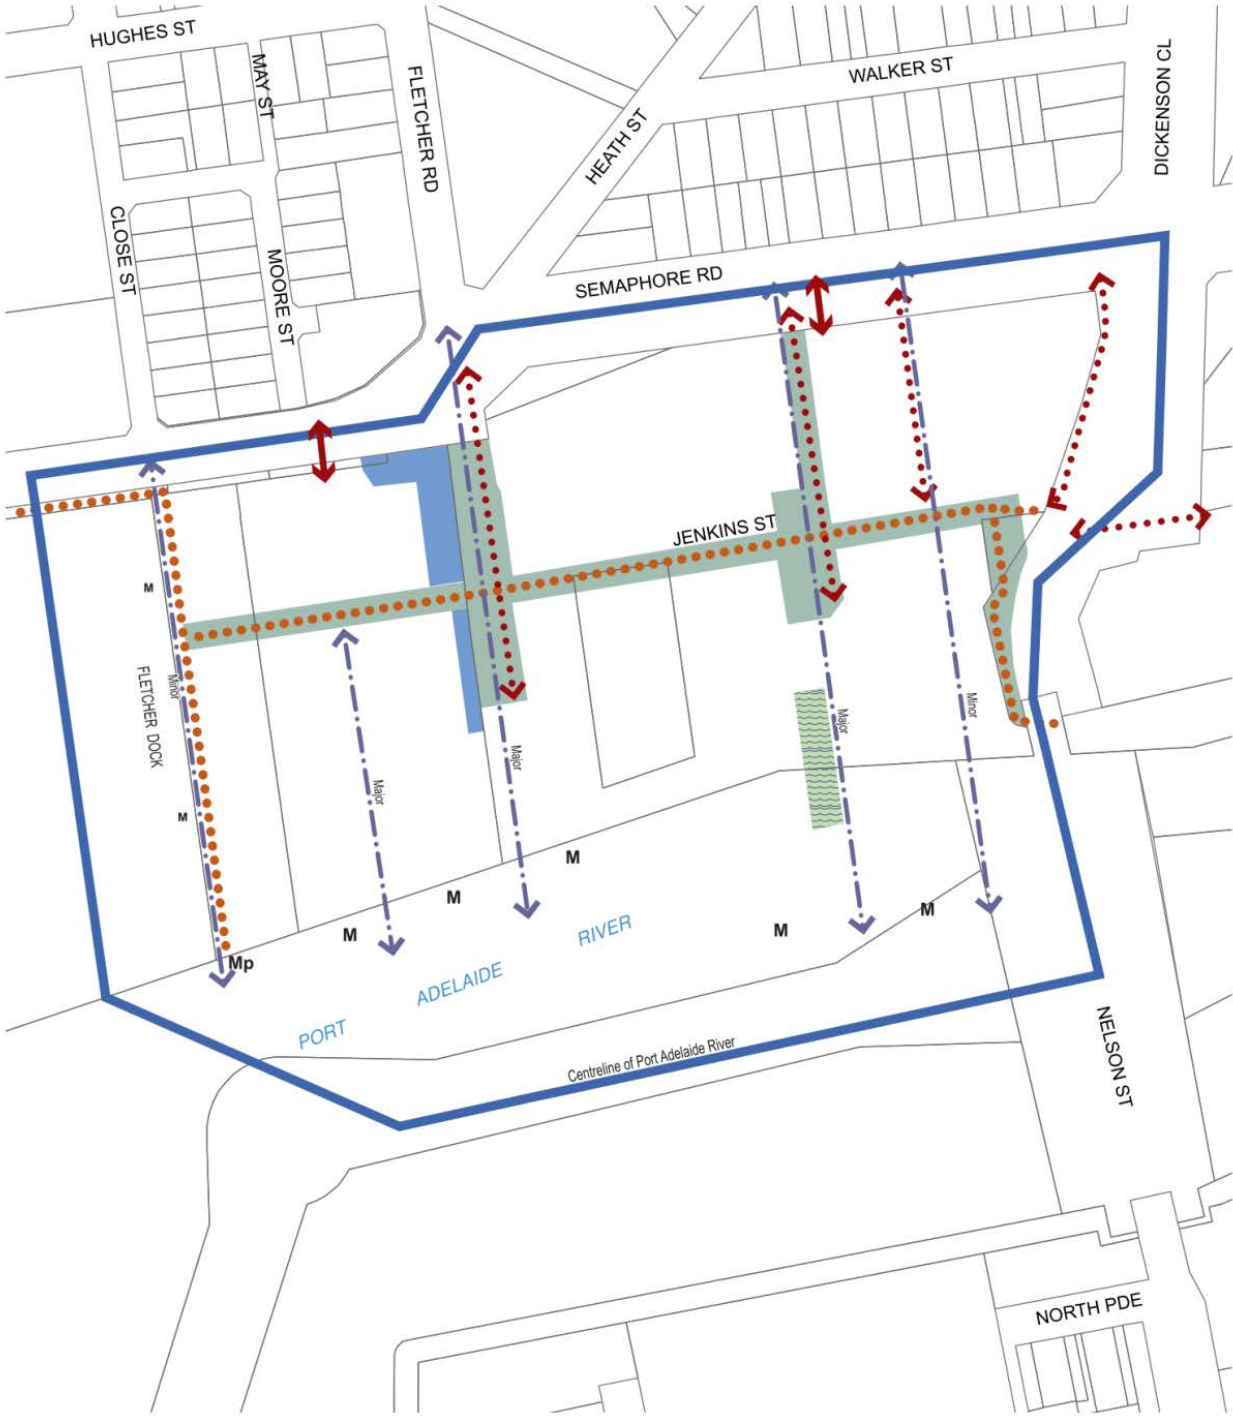 HUGHES ST
MAY ST
FLETCHER RD
HEATH ST
WALKER ST
DICKENSON CL
CLOSE ST
MOORE ST
SEMAPHORE RD
JENKINS ST
M
FLETCHER DOCK
Minor
M
Major
Major
Major
Minor
M
M
M
M
M
Mp
PORT ADELAIDE RIVER
Centreline of Port Adelaide River
NELSON ST
NORTH PDE